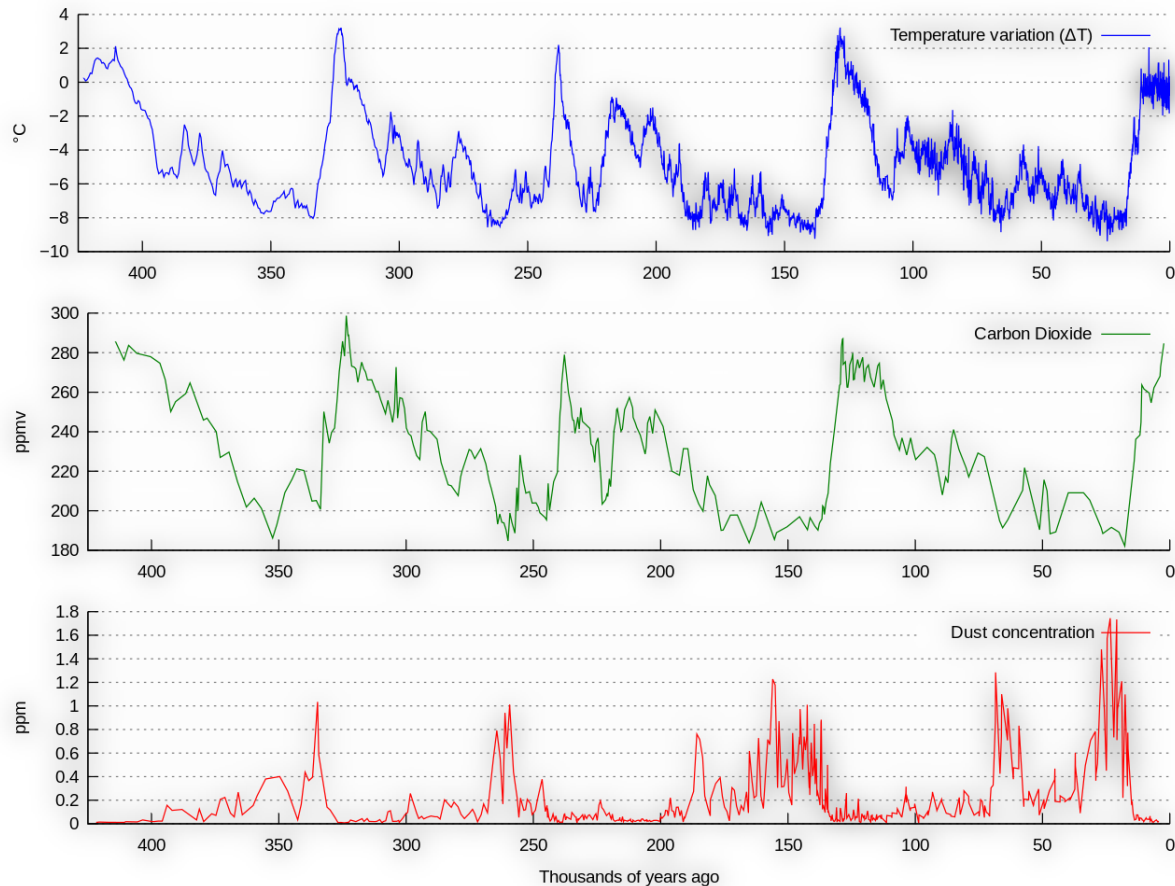 4
2
0
−2
−4
−6
−8
−10
°C
Temperature variation (ΔT)
400 350 300 250 200 150 100 50 0
300
280
260
240
220
200
180
ppmv
Carbon Dioxide
400 350 300 250 200 150 100 50 0
1.8
1.6
1.4
1.2
1
0.8
0.6
0.4
0.2
0
ppm
Dust concentration
400 350 300 250 200 150 100 50 0
Thousands of years ago